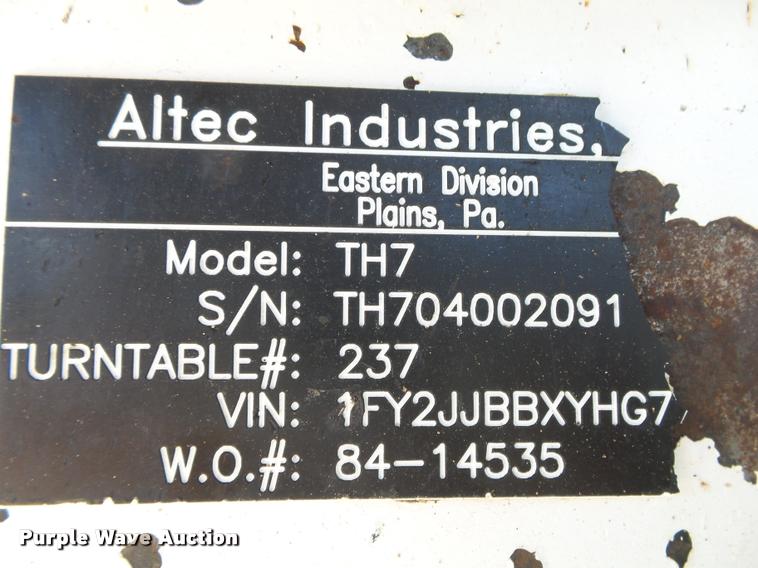 Altec Industries,
Eastern Division
Plains, Pa.
Model: TH7
S/N: TH704002091
TURNTABLE#: 237
VIN: 1FY2JJBBXYHG7
W.O.#: 84-14535
Purple Wave Auction